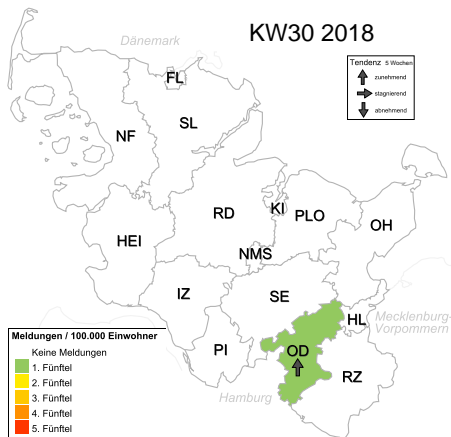 KW30 2018
Dänemark
Tendenz 5 Wochen
zunehmend
stagnierend
abnehmend
FL
NF
SL
RD
KI
PLO
OH
HEI
NMS
IZ
SE
HL
Mecklenburg-
Vorpommern
PI
OD
RZ
Hamburg
Meldungen / 100.000 Einwohner
Keine Meldungen
1. Fünftel
2. Fünftel
3. Fünftel
4. Fünftel
5. Fünftel